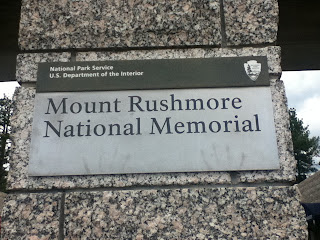 National Park Service
U.S. Department of the Interior
Mount Rushmore
National Memorial